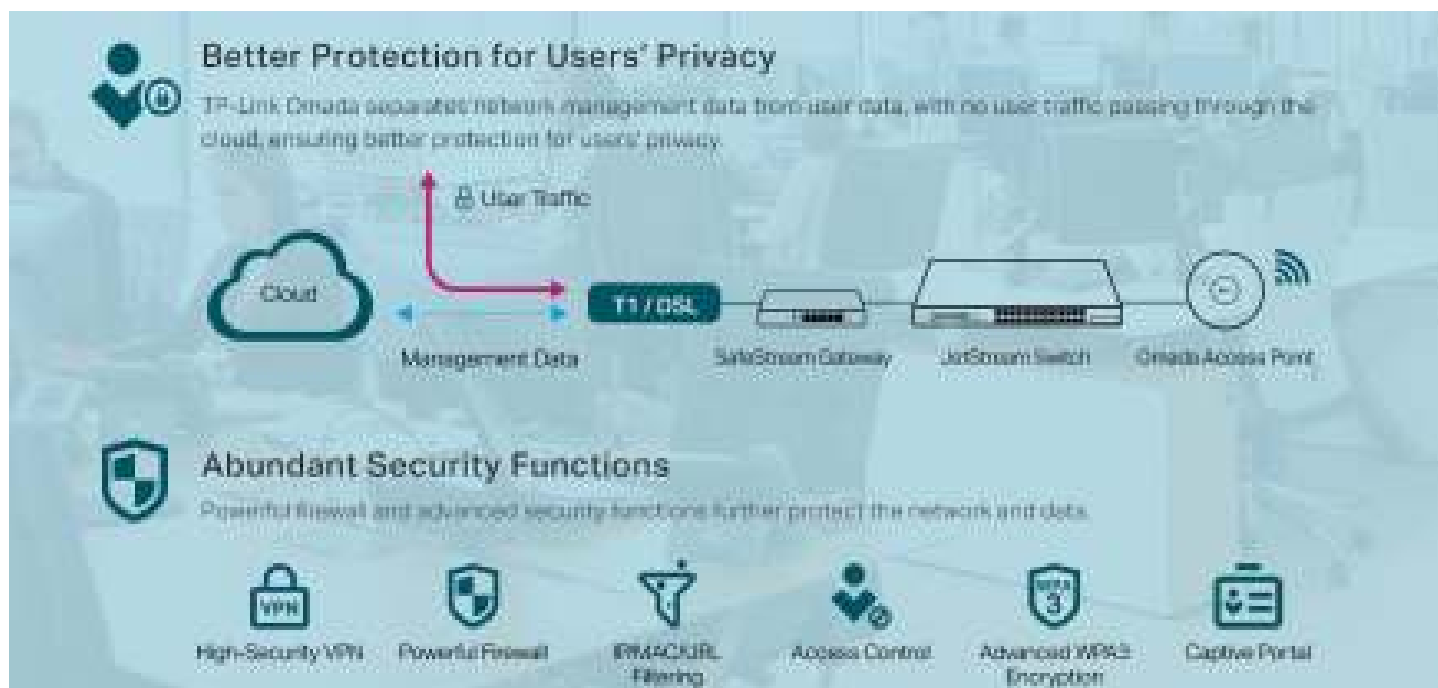 Better Protection for Users' Privacy
TP-Link Omada separates network management data from user data, with no user traffic passing through the
cloud, ensuring better protection for users' privacy.
User Traffic
Cloud
T1 / DSL
Management Data
SafeStream Gateway
JetStream Switch
Omada Access Point
Abundant Security Functions
Powerful firewall and advanced security functions further protect the network and data.
VPN
WPA
3
High-Security VPN
Powerful Firewall
IP/MAC/URL
Filtering
Access Control
Advanced WPA3
Encryption
Captive Portal